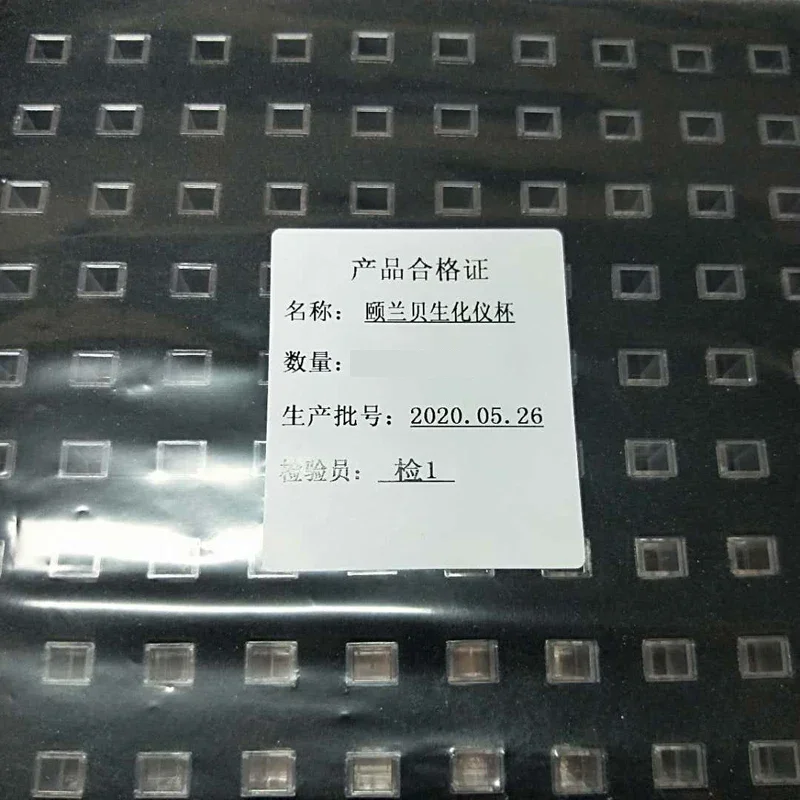 产品合格证
名称： 颐兰贝生化仪杯
数量：
生产批号：2020.05.26
检验员： 检1